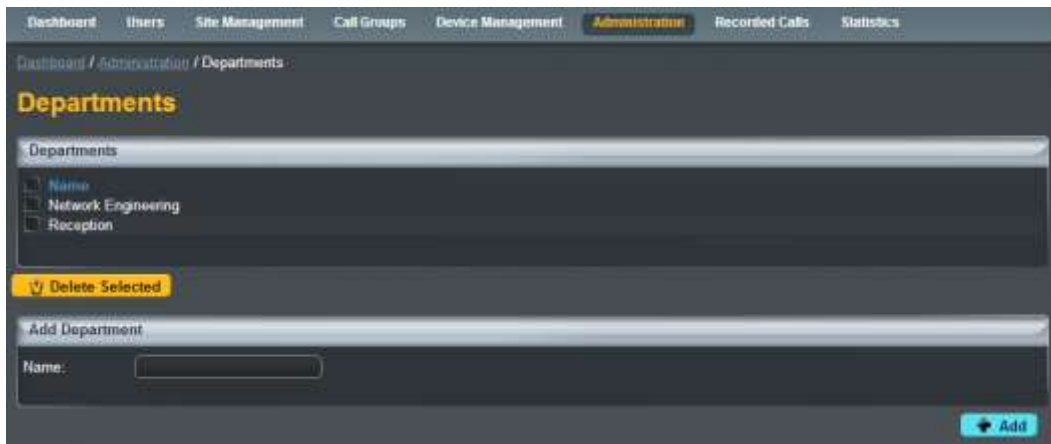 Dashboard Users Site Management Call Groups Device Management Administration Recorded Calls Statistics
Dashboard / Administration / Departments
Departments
Departments
Name
Network Engineering
Reception
Delete Selected
Add Department
Name:
Add